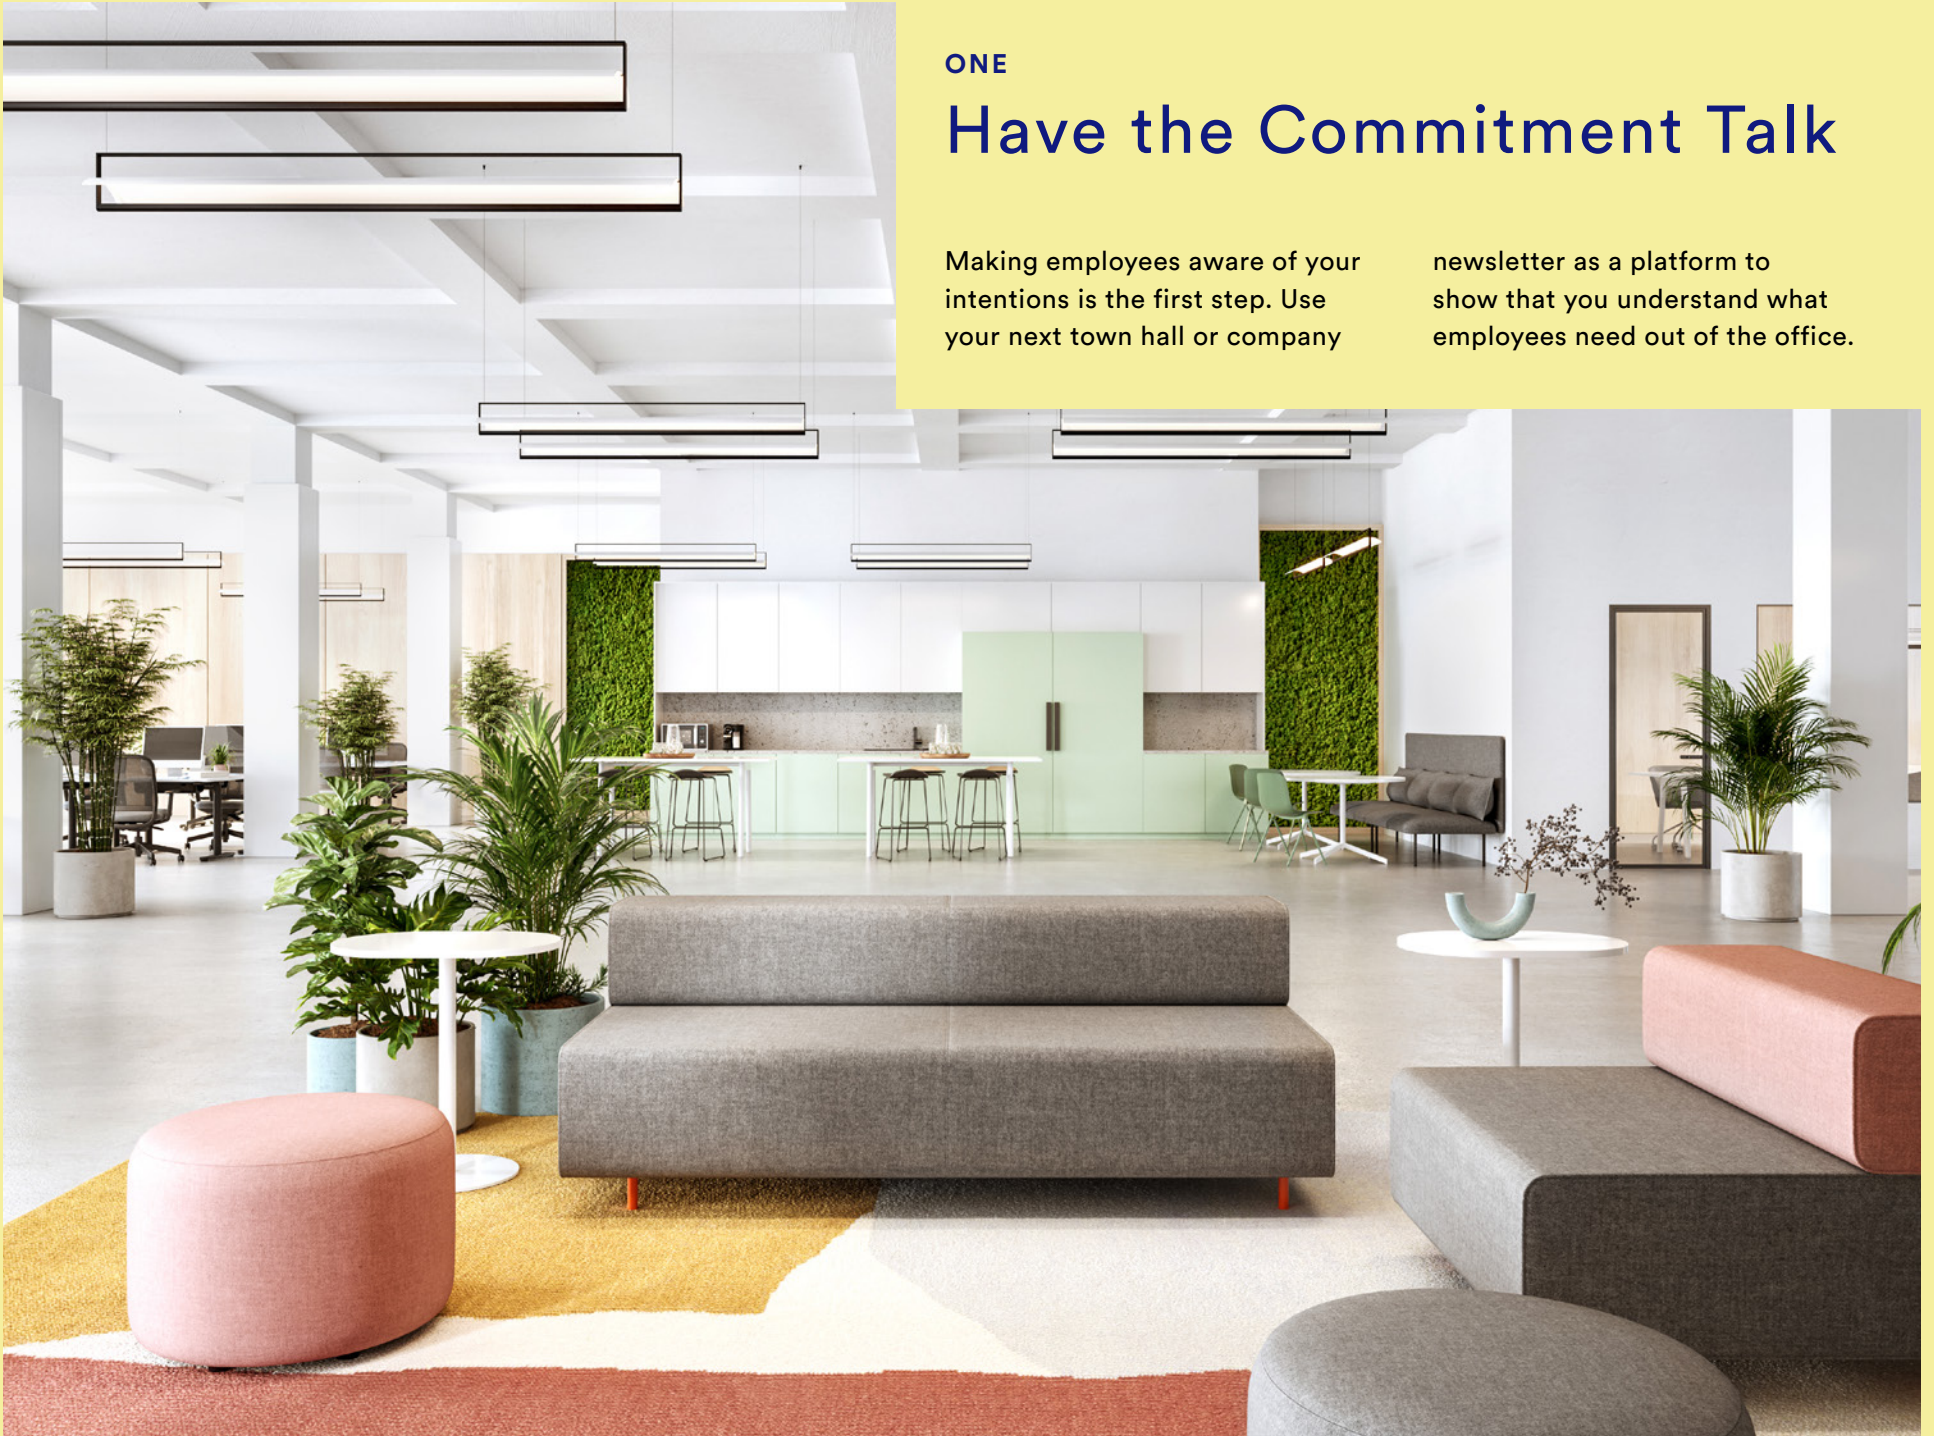 ONE
Have the Commitment Talk
Making employees aware of your
intentions is the first step. Use
your next town hall or company
newsletter as a platform to
show that you understand what
employees need out of the office.